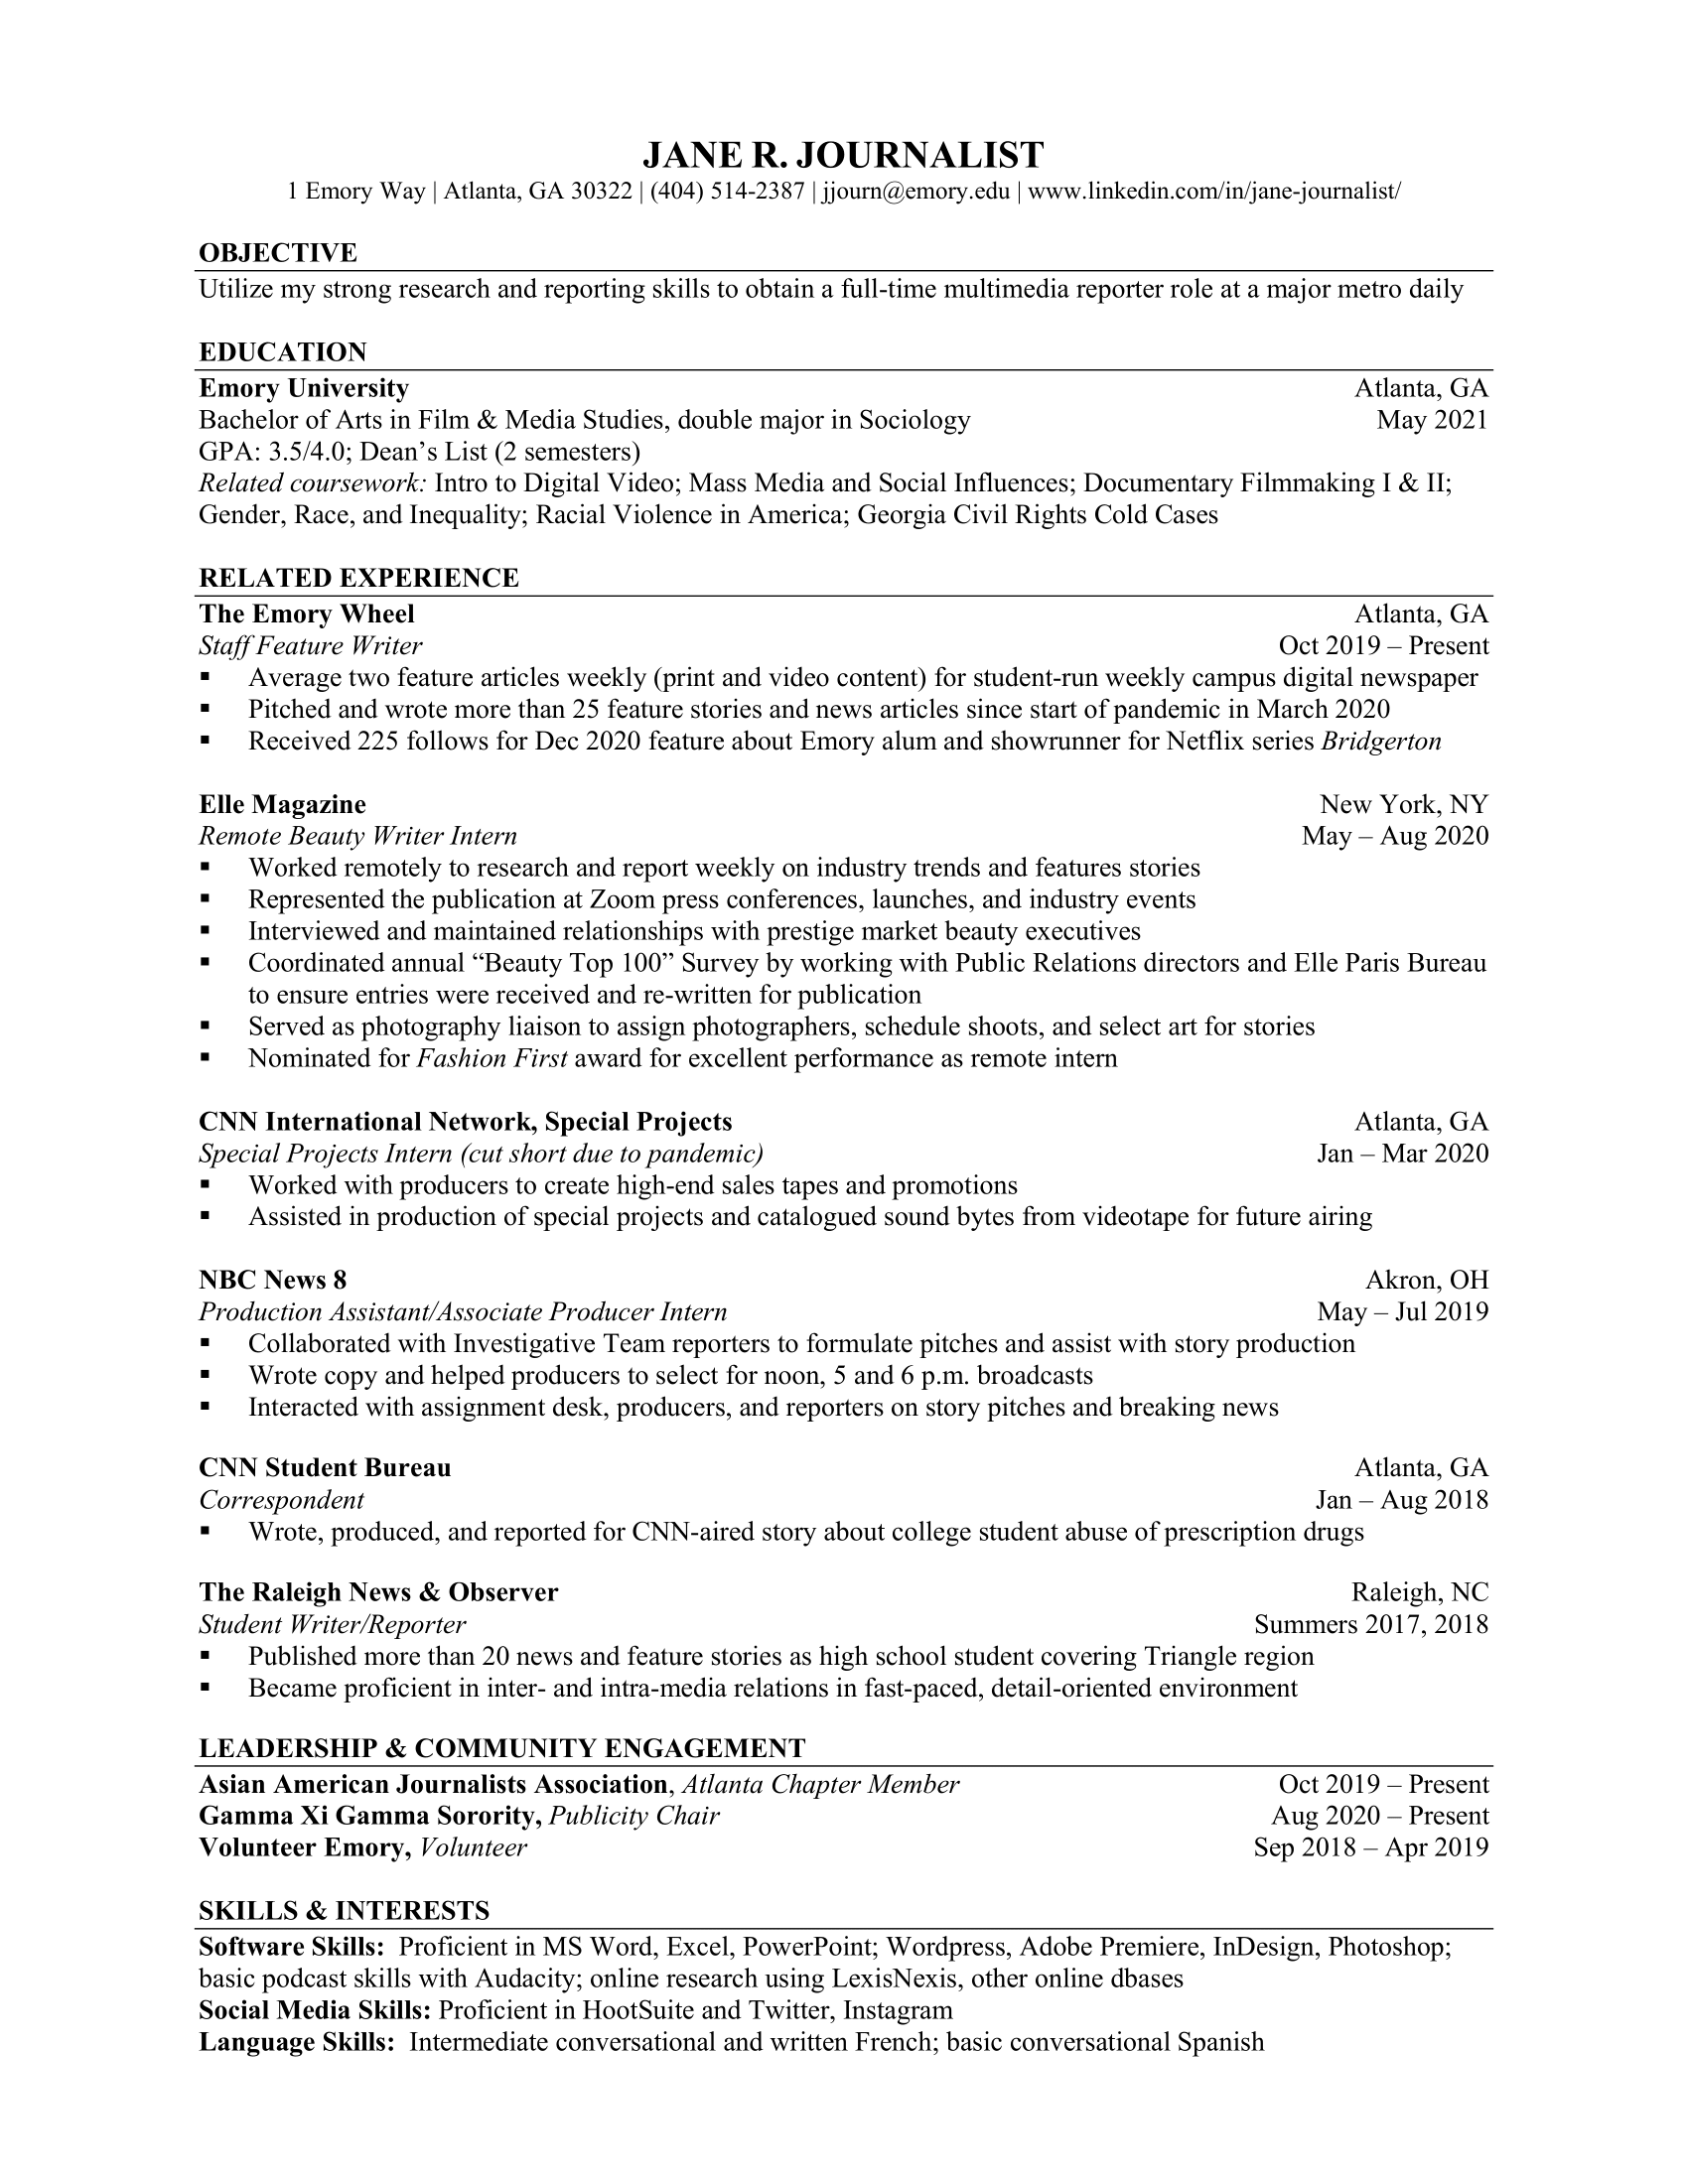 JANE R. JOURNALIST
1 Emory Way | Atlanta, GA 30322 | (404) 514-2387 | jjourn@emory.edu | www.linkedin.com/in/jane-journalist/
OBJECTIVE
Utilize my strong research and reporting skills to obtain a full-time multimedia reporter role at a major metro daily
EDUCATION
Emory University Atlanta, GA
Bachelor of Arts in Film & Media Studies, double major in Sociology May 2021
GPA: 3.5/4.0; Dean’s List (2 semesters)
Related coursework: Intro to Digital Video; Mass Media and Social Influences; Documentary Filmmaking I & II;
Gender, Race, and Inequality; Racial Violence in America; Georgia Civil Rights Cold Cases
RELATED EXPERIENCE
The Emory Wheel Atlanta, GA
Staff Feature Writer Oct 2019 – Present
▪ Average two feature articles weekly (print and video content) for student-run weekly campus digital newspaper
▪ Pitched and wrote more than 25 feature stories and news articles since start of pandemic in March 2020
▪ Received 225 follows for Dec 2020 feature about Emory alum and showrunner for Netflix series Bridgerton
Elle Magazine New York, NY
Remote Beauty Writer Intern May – Aug 2020
▪ Worked remotely to research and report weekly on industry trends and features stories
▪ Represented the publication at Zoom press conferences, launches, and industry events
▪ Interviewed and maintained relationships with prestige market beauty executives
▪ Coordinated annual “Beauty Top 100” Survey by working with Public Relations directors and Elle Paris Bureau
to ensure entries were received and re-written for publication
▪ Served as photography liaison to assign photographers, schedule shoots, and select art for stories
▪ Nominated for Fashion First award for excellent performance as remote intern
CNN International Network, Special Projects Atlanta, GA
Special Projects Intern (cut short due to pandemic) Jan – Mar 2020
▪ Worked with producers to create high-end sales tapes and promotions
▪ Assisted in production of special projects and catalogued sound bytes from videotape for future airing
NBC News 8 Akron, OH
Production Assistant/Associate Producer Intern May – Jul 2019
▪ Collaborated with Investigative Team reporters to formulate pitches and assist with story production
▪ Wrote copy and helped producers to select for noon, 5 and 6 p.m. broadcasts
▪ Interacted with assignment desk, producers, and reporters on story pitches and breaking news
CNN Student Bureau Atlanta, GA
Correspondent Jan – Aug 2018
▪ Wrote, produced, and reported for CNN-aired story about college student abuse of prescription drugs
The Raleigh News & Observer Raleigh, NC
Student Writer/Reporter Summers 2017, 2018
▪ Published more than 20 news and feature stories as high school student covering Triangle region
▪ Became proficient in inter- and intra-media relations in fast-paced, detail-oriented environment
LEADERSHIP & COMMUNITY ENGAGEMENT
Asian American Journalists Association, Atlanta Chapter Member Oct 2019 – Present
Gamma Xi Gamma Sorority, Publicity Chair Aug 2020 – Present
Volunteer Emory, Volunteer Sep 2018 – Apr 2019
SKILLS & INTERESTS
Software Skills: Proficient in MS Word, Excel, PowerPoint; Wordpress, Adobe Premiere, InDesign, Photoshop;
basic podcast skills with Audacity; online research using LexisNexis, other online dbases
Social Media Skills: Proficient in HootSuite and Twitter, Instagram
Language Skills: Intermediate conversational and written French; basic conversational Spanish